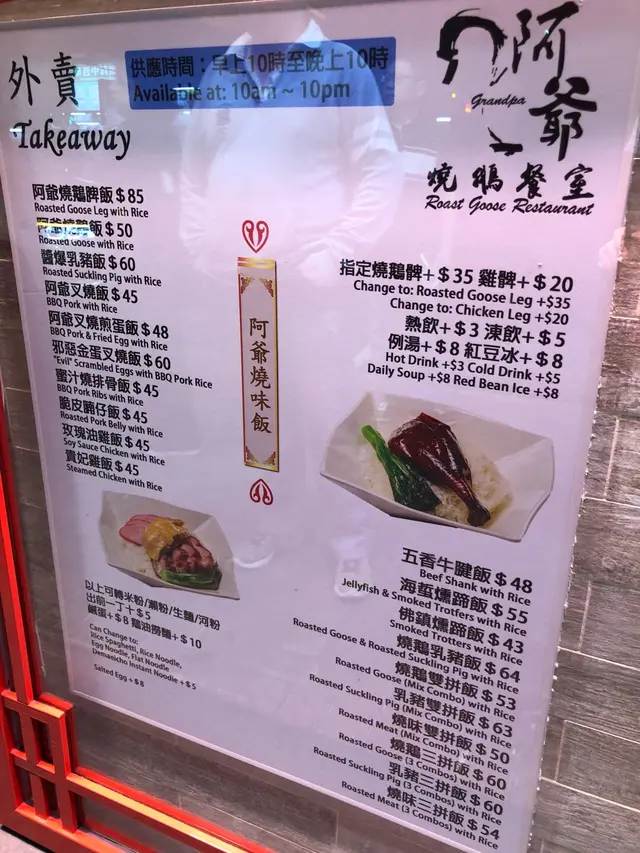 外賣
Takeaway
供應時間：早上10時至晚上10時
Available at: 10am ~ 10pm
阿爺
Grandpa
燒鵝餐室
Roast Goose Restaurant
阿爺燒鵝脾飯$85
Roasted Goose Leg with Rice
阿爺燒鵝飯$50
Roasted Goose with Rice
醬爆乳豬飯$60
Roasted Suckling Pig with Rice
阿爺叉燒飯$45
BBQ Pork with Rice
阿爺叉燒煎蛋飯$48
BBQ Pork & Fried Egg with Rice
邪惡金蛋叉燒飯$60
"Evil" Scrambled Eggs with BBQ Pork Rice
蜜汁燒排骨飯$45
BBQ Pork Ribs with Rice
脆皮腩仔飯$45
Roasted Pork Belly with Rice
玫瑰油雞飯$45
Soy Sauce Chicken with Rice
貴妃雞飯$45
Steamed Chicken with Rice
阿爺燒味飯
以上可轉米粉/瀨粉/生麵/河粉
出前一丁+$5
鹹蛋+$8 鵝油撈麵+$10
Can Change to:
Rice Spaghetti, Rice Noodle,
Egg Noodle, Flat Noodle
Demaeicho Instant Noodle +$5
Salted Egg +$8
指定燒鵝髀+$35 雞髀+$20
Change to: Roasted Goose Leg +$35
Change to: Chicken Leg +$20
熱飲+$3 凍飲+$5
例湯+$8 紅豆冰+$8
Hot Drink +$3 Cold Drink +$5
Daily Soup +$8 Red Bean Ice +$8
五香牛腱飯$48
Beef Shank with Rice
海蜇燻蹄飯$55
Jellyfish & Smoked Trotfers with Rice
佛鎮燻蹄飯$43
Smoked Trotters with Rice
燒鵝乳豬飯$64
Roasted Goose & Roasted Suckling Pig with Rice
燒鵝雙拼飯$53
Roasted Goose (Mix Combo) with Rice
乳豬雙拼飯$63
Roasted Suckling Pig (Mix Combo) with Rice
燒味雙拼飯$50
Roasted Meat (Mix Combo) with Rice
燒鵝三拼飯$60
Roasted Goose (3 Combos) with Rice
乳豬三拼飯$60
Roasted Suckling Pig (3 Combos) with Rice
燒味三拼飯$54
Roasted Meat (3 Combos) with Rice